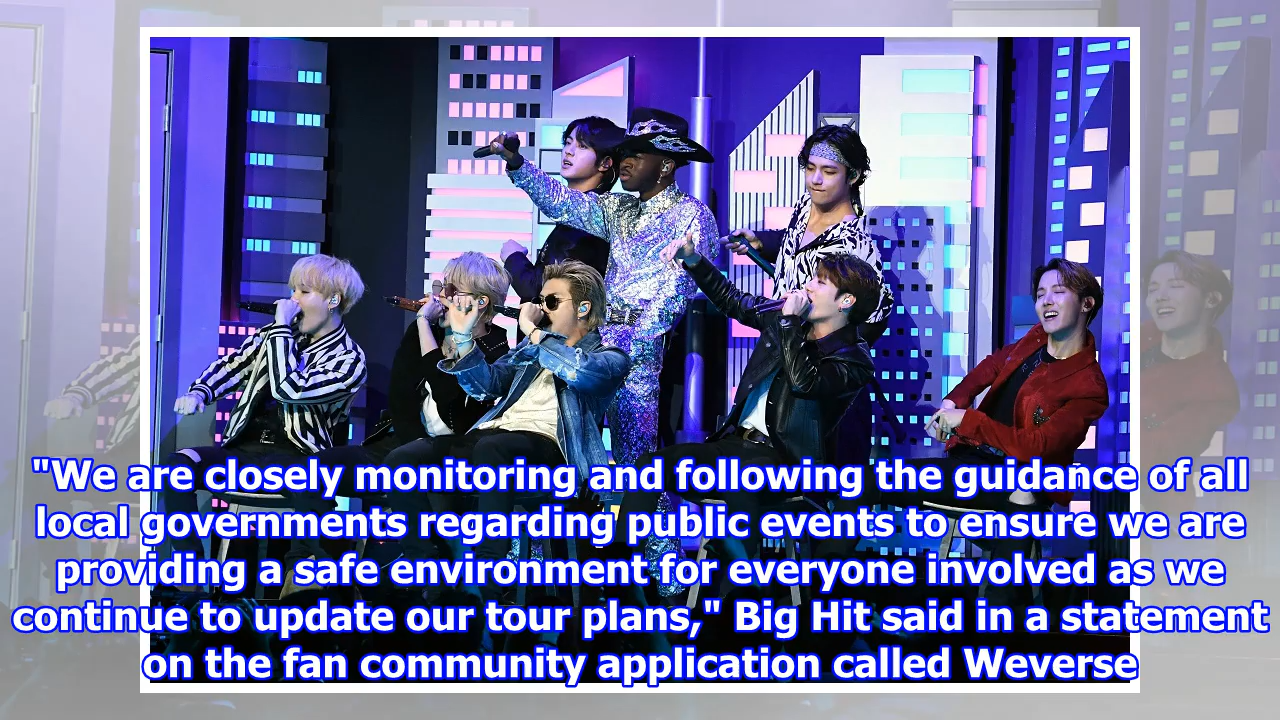 "We are closely monitoring and following the guidance of all
local governments regarding public events to ensure we are
providing a safe environment for everyone involved as we
continue to update our tour plans," Big Hit said in a statement
on the fan community application called Weverse